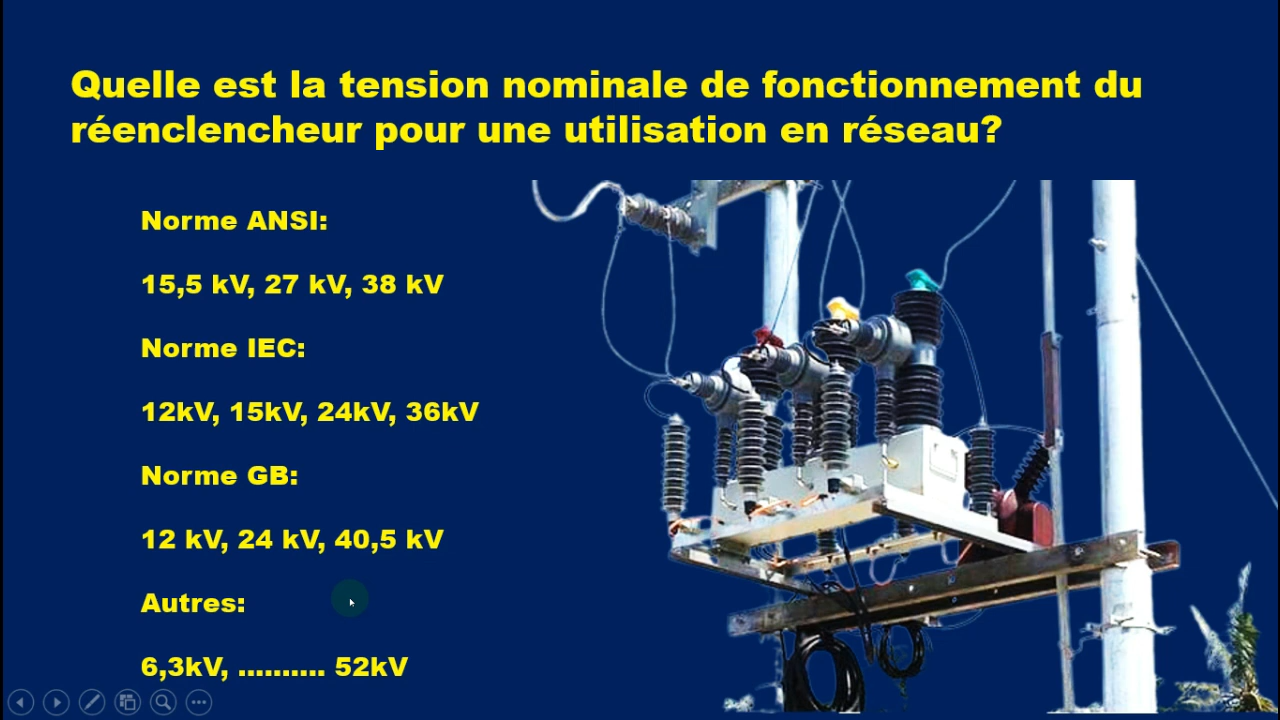 Quelle est la tension nominale de fonctionnement du
réenclencheur pour une utilisation en réseau?
Norme ANSI:
15,5 kV, 27 kV, 38 kV
Norme IEC:
12kV, 15kV, 24kV, 36kV
Norme GB:
12 kV, 24 kV, 40,5 kV
Autres:
6,3kV, .......... 52kV